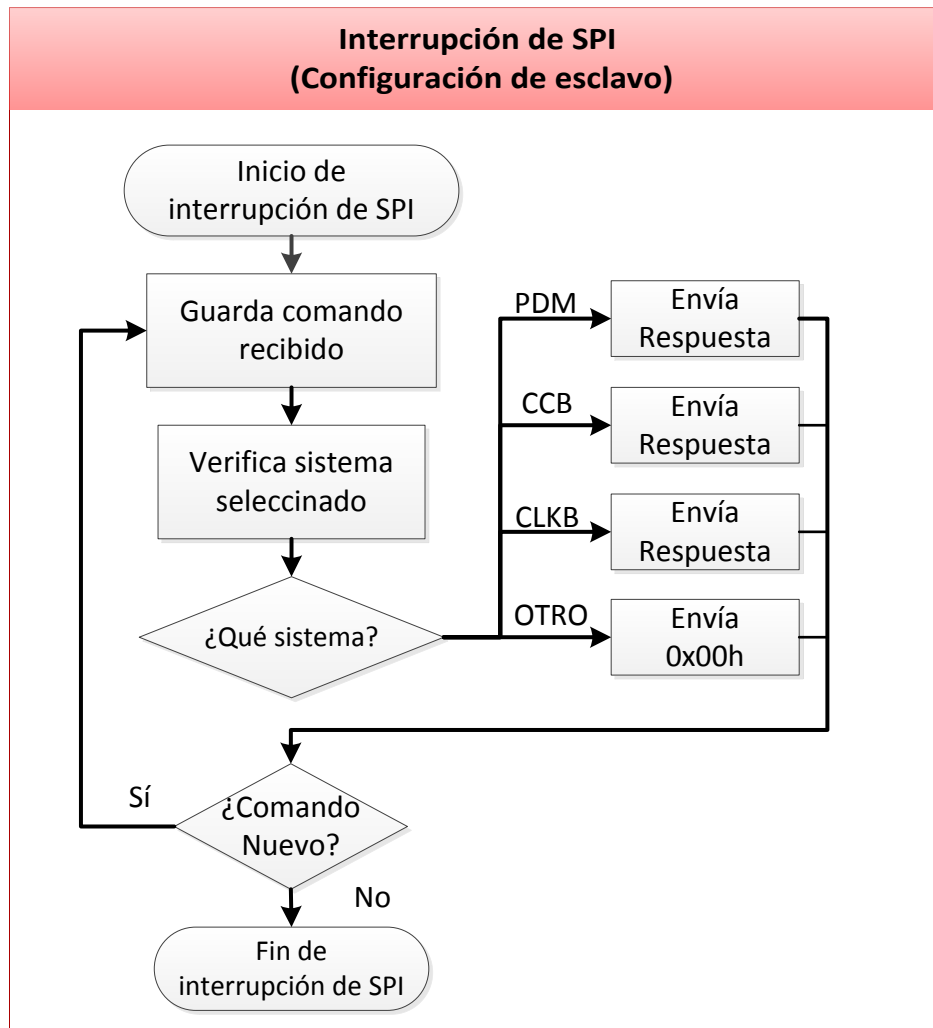 Interrupción de SPI
(Configuración de esclavo)
Inicio de
interrupción de SPI
Guarda comando
recibido
Verifica sistema
seleccinado
¿Qué sistema?
PDM
Envía
Respuesta
CCB
Envía
Respuesta
CLKB
Envía
Respuesta
OTRO
Envía
0x00h
¿Comando
Nuevo?
Sí
No
Fin de
interrupción de SPI